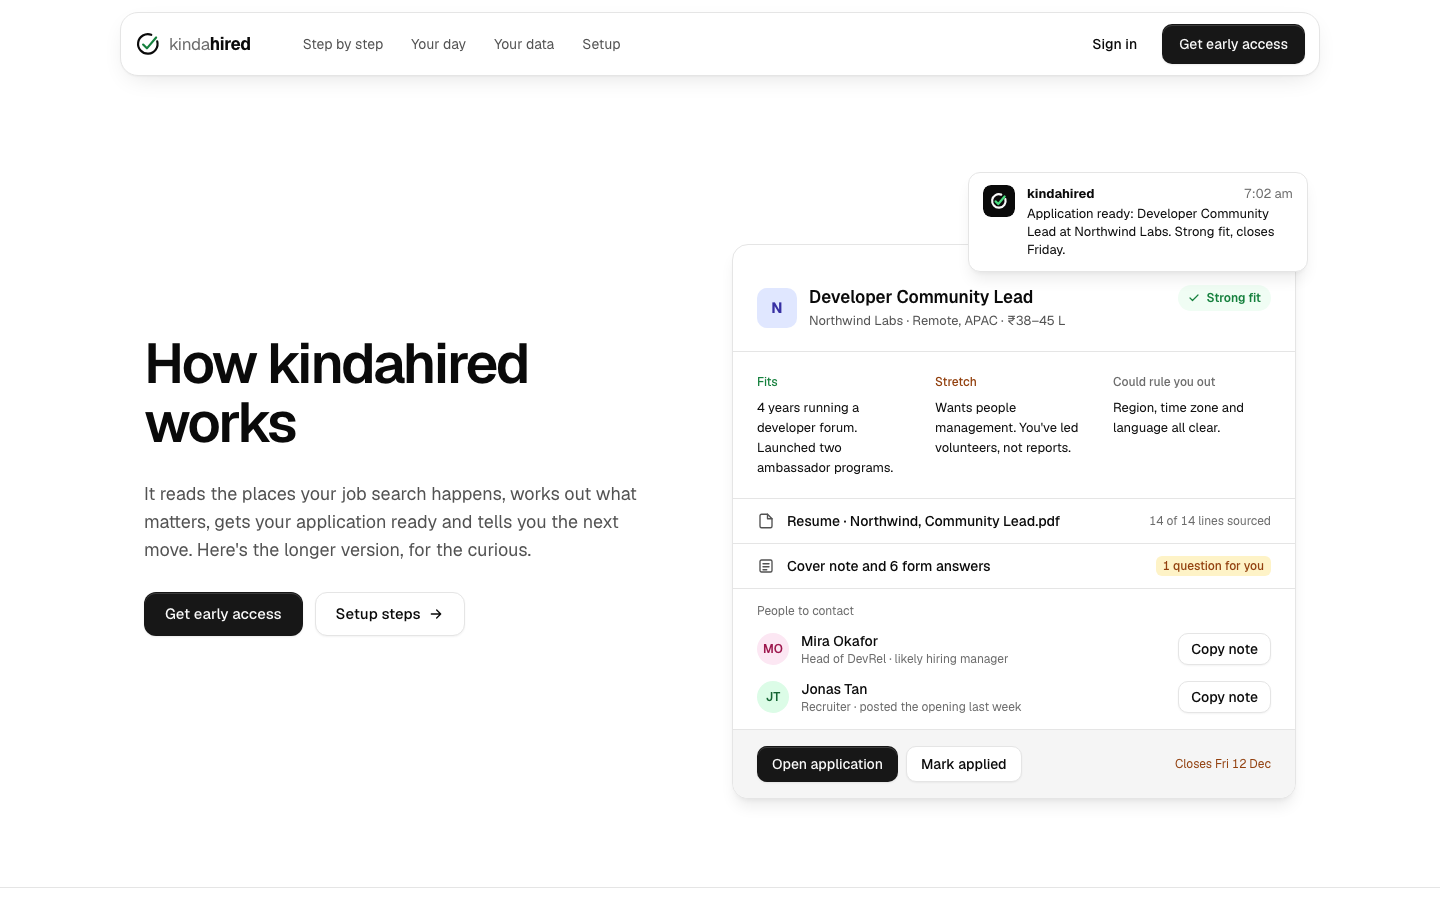 kindahired
Step by step
Your day
Your data
Setup
Sign in
Get early access
How kindahired
works
It reads the places your job search happens, works out what
matters, gets your application ready and tells you the next
move. Here's the longer version, for the curious.
Get early access
Setup steps →
kindahired
7:02 am
Application ready: Developer Community
Lead at Northwind Labs. Strong fit, closes
Friday.
N
Developer Community Lead
Northwind Labs · Remote, APAC · ₹38–45 L
Strong fit
Fits
4 years running a
developer forum.
Launched two
ambassador programs.
Stretch
Wants people
management. You've led
volunteers, not reports.
Could rule you out
Region, time zone and
language all clear.
Resume · Northwind, Community Lead.pdf
14 of 14 lines sourced
Cover note and 6 form answers
1 question for you
People to contact
MO
Mira Okafor
Head of DevRel · likely hiring manager
Copy note
JT
Jonas Tan
Recruiter · posted the opening last week
Copy note
Open application
Mark applied
Closes Fri 12 Dec